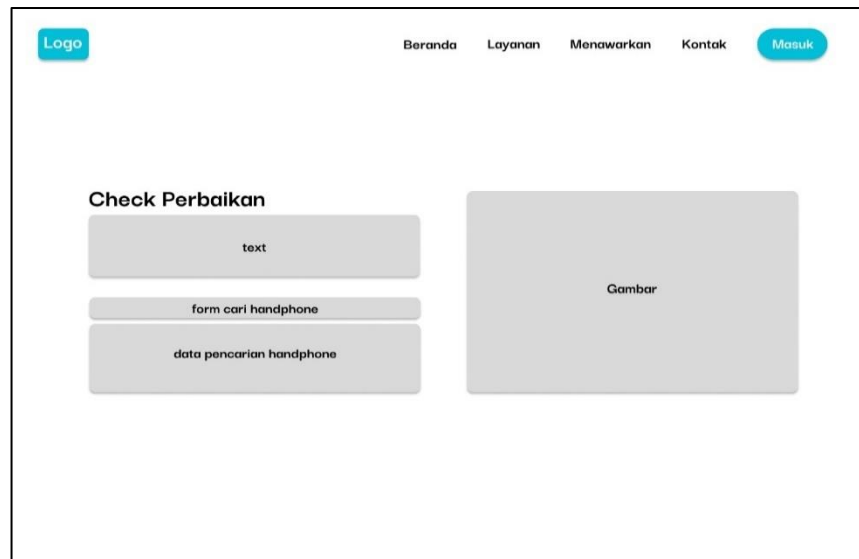 Logo
Beranda Layanan Menawarkan Kontak Masuk
Check Perbaikan
text
form cari handphone
data pencarian handphone
Gambar